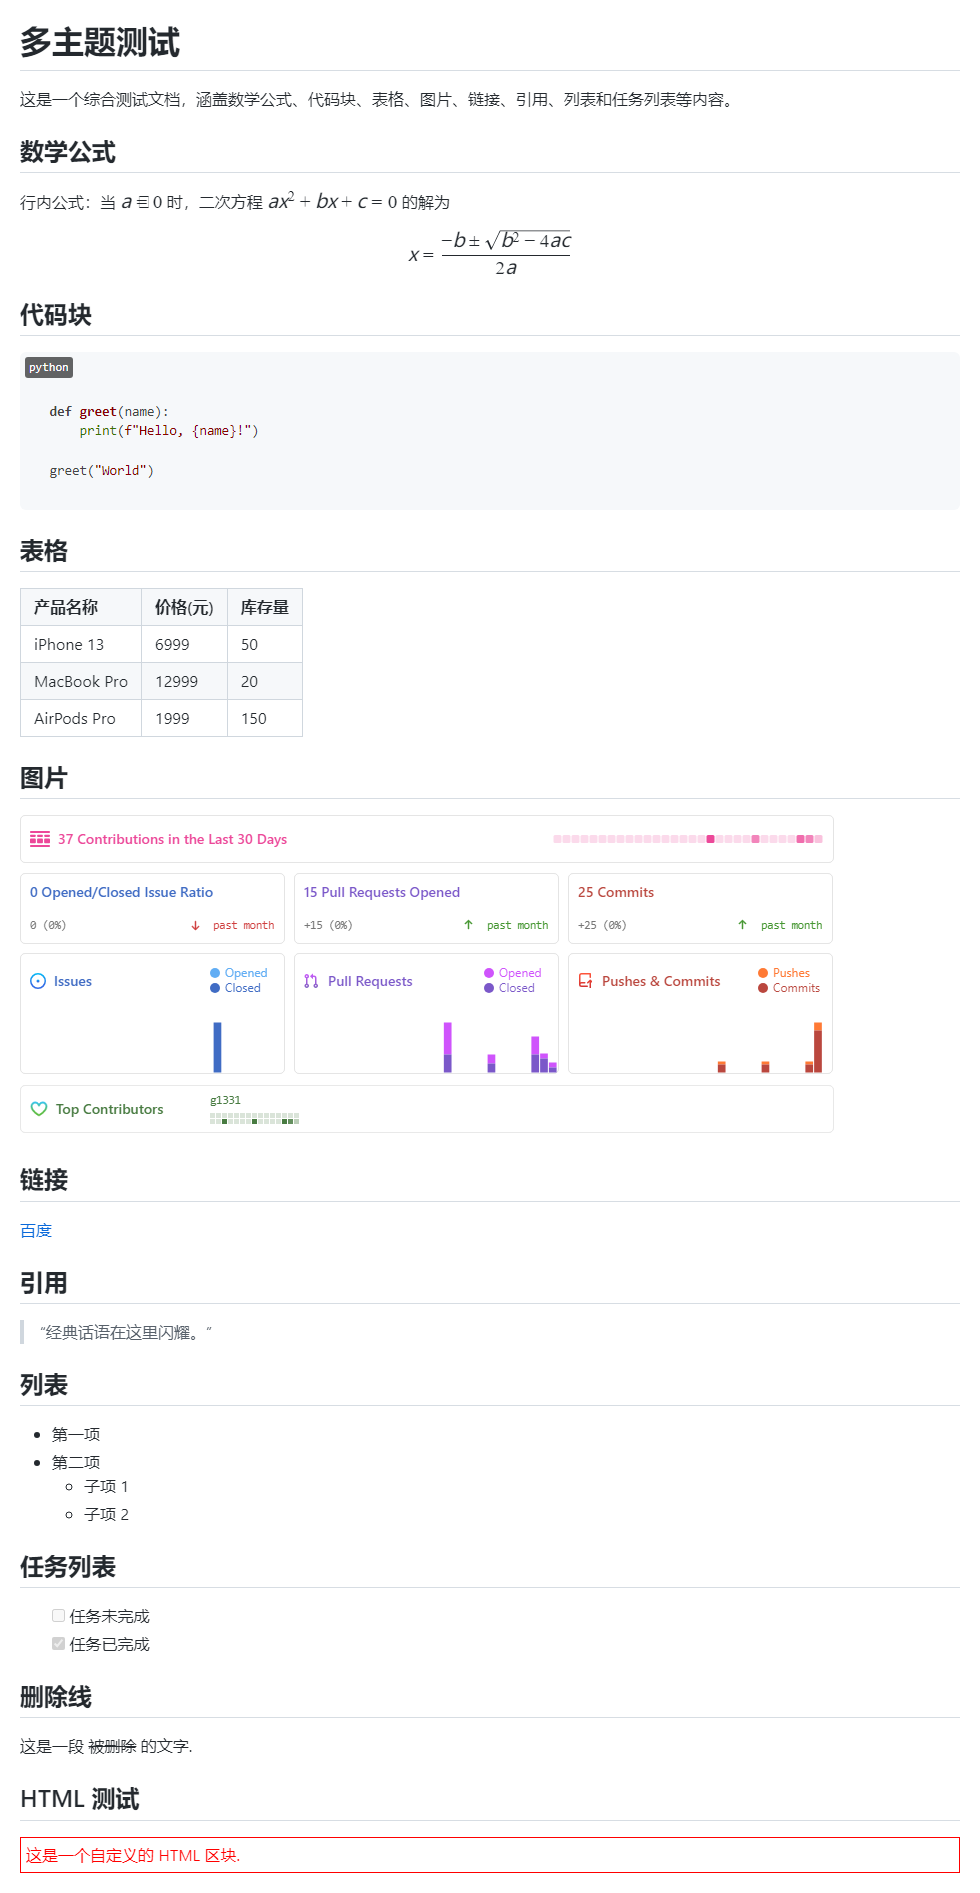 多主题测试
这是一个综合测试文档，涵盖数学公式、代码块、表格、图片、链接、引用、列表和任务列表等内容。
数学公式
行内公式：当 a ≡ 0 时，二次方程 ax² + bx + c = 0 的解为
x = (−b ± √(b² − 4ac)) / 2a
代码块
python
def greet(name):
    print(f"Hello, {name}!")
greet("World")
表格
产品名称 价格(元) 库存量
iPhone 13 6999 50
MacBook Pro 12999 20
AirPods Pro 1999 150
图片
37 Contributions in the Last 30 Days
0 Opened/Closed Issue Ratio 15 Pull Requests Opened 25 Commits
0 (0%) ↓ past month +15 (0%) ↑ past month +25 (0%) ↑ past month
Issues Opened Closed
Pull Requests Opened Closed
Pushes & Commits Pushes Commits
Top Contributors g1331
链接
百度
引用
“经典话语在这里闪耀。”
列表
• 第一项
• 第二项
◦ 子项 1
◦ 子项 2
任务列表
☐ 任务未完成
☑ 任务已完成
删除线
这是一段 被删除 的文字.
HTML 测试
这是一个自定义的 HTML 区块.